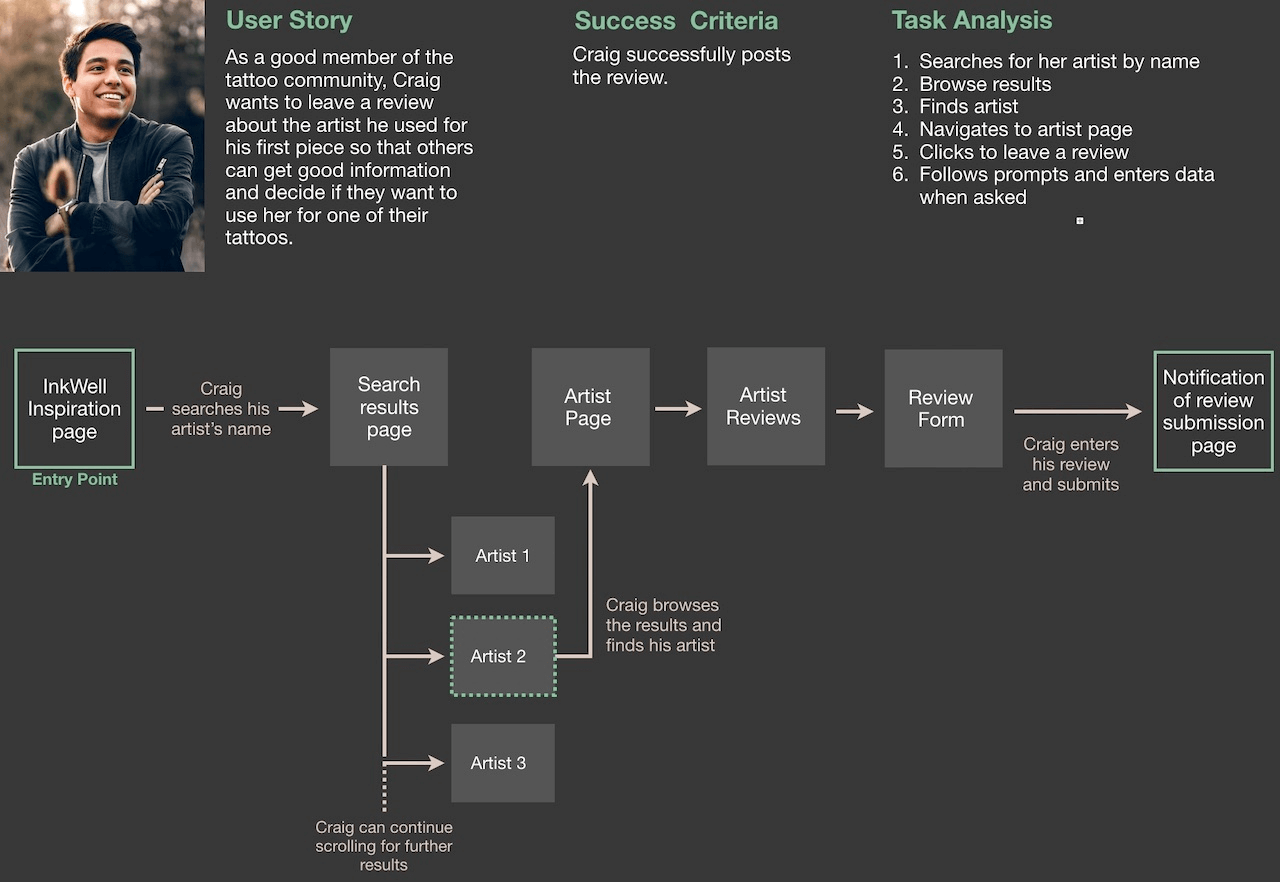 User Story
As a good member of the
tattoo community, Craig
wants to leave a review
about the artist he used for
his first piece so that others
can get good information
and decide if they want to
use her for one of their
tattoos.
Success Criteria
Craig successfully posts
the review.
Task Analysis
1. Searches for her artist by name
2. Browse results
3. Finds artist
4. Navigates to artist page
5. Clicks to leave a review
6. Follows prompts and enters data
when asked
InkWell
Inspiration
page
Entry Point
Craig
searches his
artist’s name
Search
results
page
Artist
Page
Artist
Reviews
Review
Form
Craig enters
his review
and submits
Notification
of review
submission
page
Artist 1
Artist 2
Craig browses
the results and
finds his artist
Artist 3
Craig can continue
scrolling for further
results